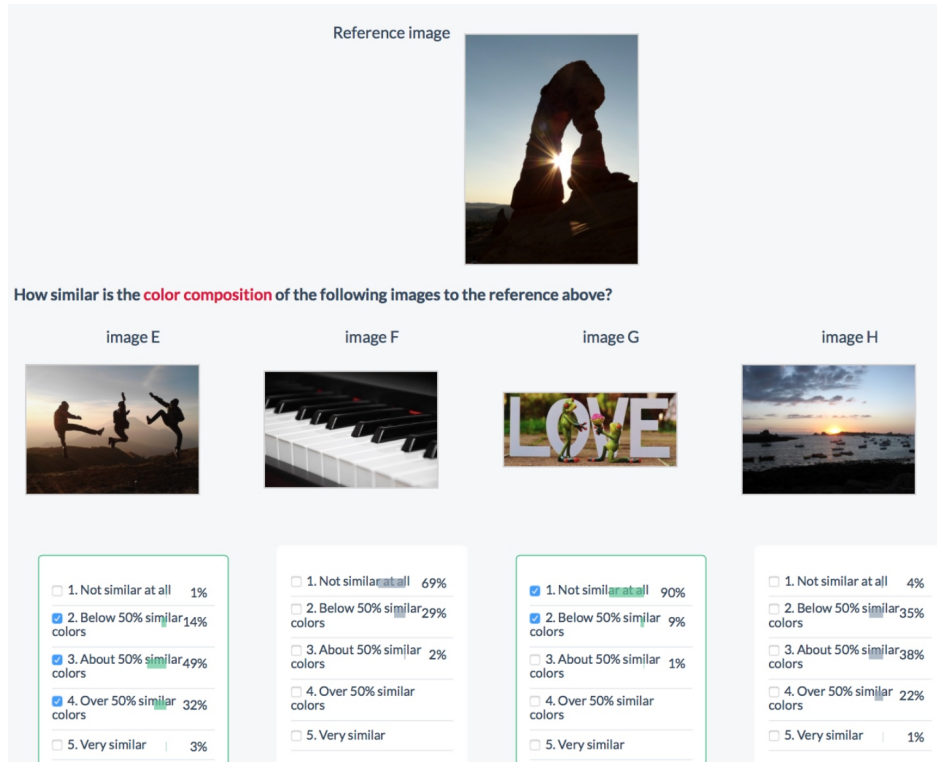 Reference image
How similar is the color composition of the following images to the reference above?
image E
image F
image G
image H
LOVE
1. Not similar at all 1%
2. Below 50% similar 14%
colors
3. About 50% similar 49%
colors
4. Over 50% similar 32%
colors
5. Very similar 3%
1. Not similar at all 69%
2. Below 50% similar 29%
colors
3. About 50% similar 2%
colors
4. Over 50% similar
colors
5. Very similar
1. Not similar at all 90%
2. Below 50% similar 9%
colors
3. About 50% similar 1%
colors
4. Over 50% similar
colors
5. Very similar
1. Not similar at all 4%
2. Below 50% similar 35%
colors
3. About 50% similar 38%
colors
4. Over 50% similar 22%
colors
5. Very similar 1%